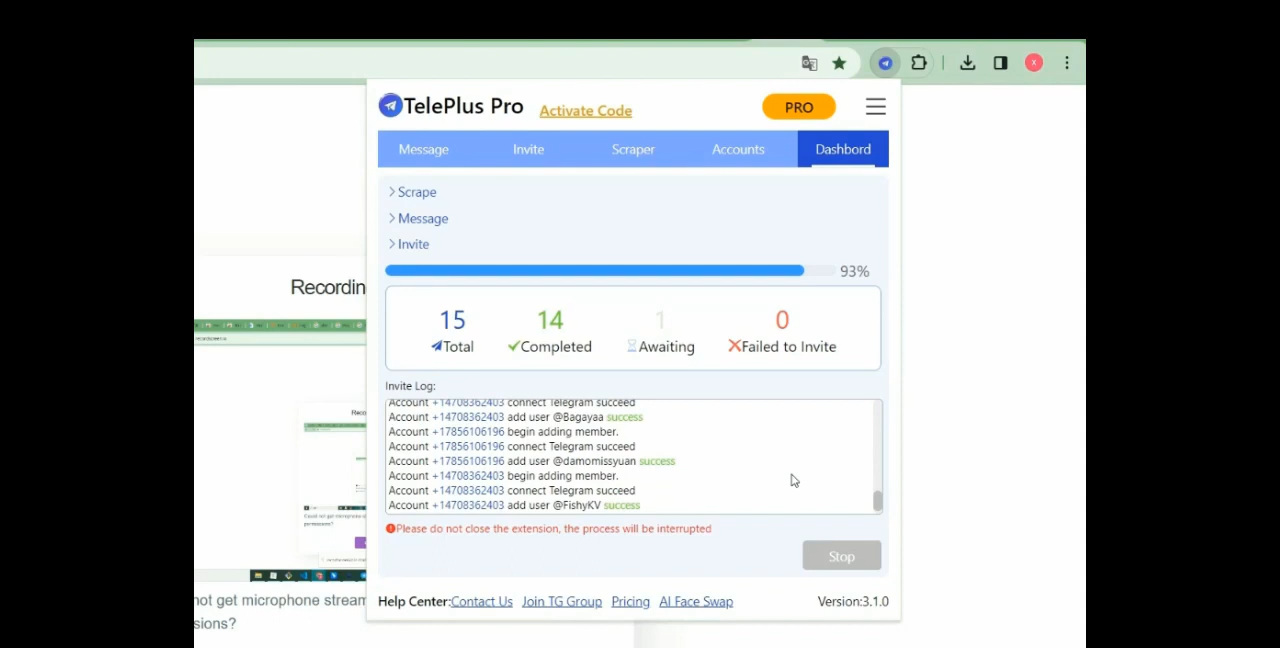 TelePlus Pro Activate Code PRO
Message Invite Scraper Accounts Dashbord
Scrape
Message
Invite
93%
Recordin
15 14 1 0
Total Completed Awaiting Failed to Invite
Invite Log:
Account +14708362403 connect Telegram succeed
Account +14708362403 add user @Bagayaa success
Account +17856106196 begin adding member.
Account +17856106196 connect Telegram succeed
Account +17856106196 add user @damomissyuan success
Account +14708362403 begin adding member.
Account +14708362403 connect Telegram succeed
Account +14708362403 add user @FishyKV success
Please do not close the extension, the process will be interrupted
Stop
not get microphone stream
sions?
Help Center:Contact Us Join TG Group Pricing AI Face Swap Version:3.1.0